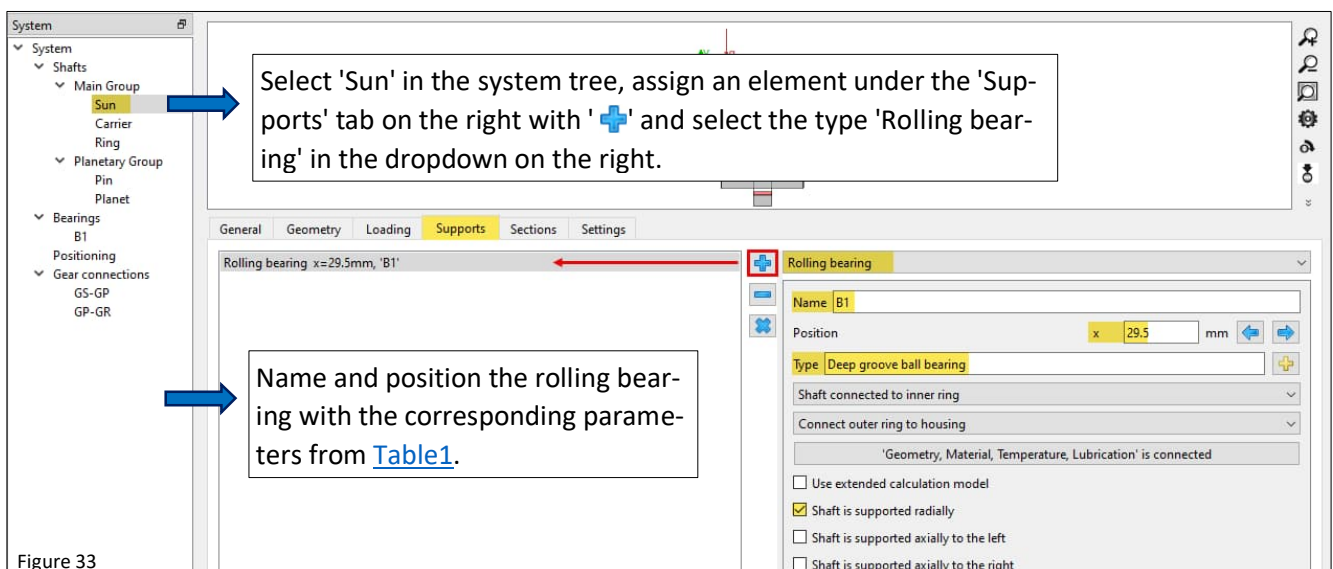 System
System
Shafts
Main Group
Sun
Carrier
Ring
Planetary Group
Pin
Planet
Bearings
B1
Positioning
Gear connections
GS-GP
GP-GR
Select 'Sun' in the system tree, assign an element under the 'Sup-
ports' tab on the right with ' ' and select the type 'Rolling bear-
ing' in the dropdown on the right.
General Geometry Loading Supports Sections Settings
Rolling bearing x=29.5mm, 'B1'
Name and position the rolling bear-
ing with the corresponding parame-
ters from Table1.
Rolling bearing
Name B1
Position x 29.5 mm
Type Deep groove ball bearing
Shaft connected to inner ring
Connect outer ring to housing
'Geometry, Material, Temperature, Lubrication' is connected
Use extended calculation model
Shaft is supported radially
Shaft is supported axially to the left
Shaft is supported axially to the right
Figure 33